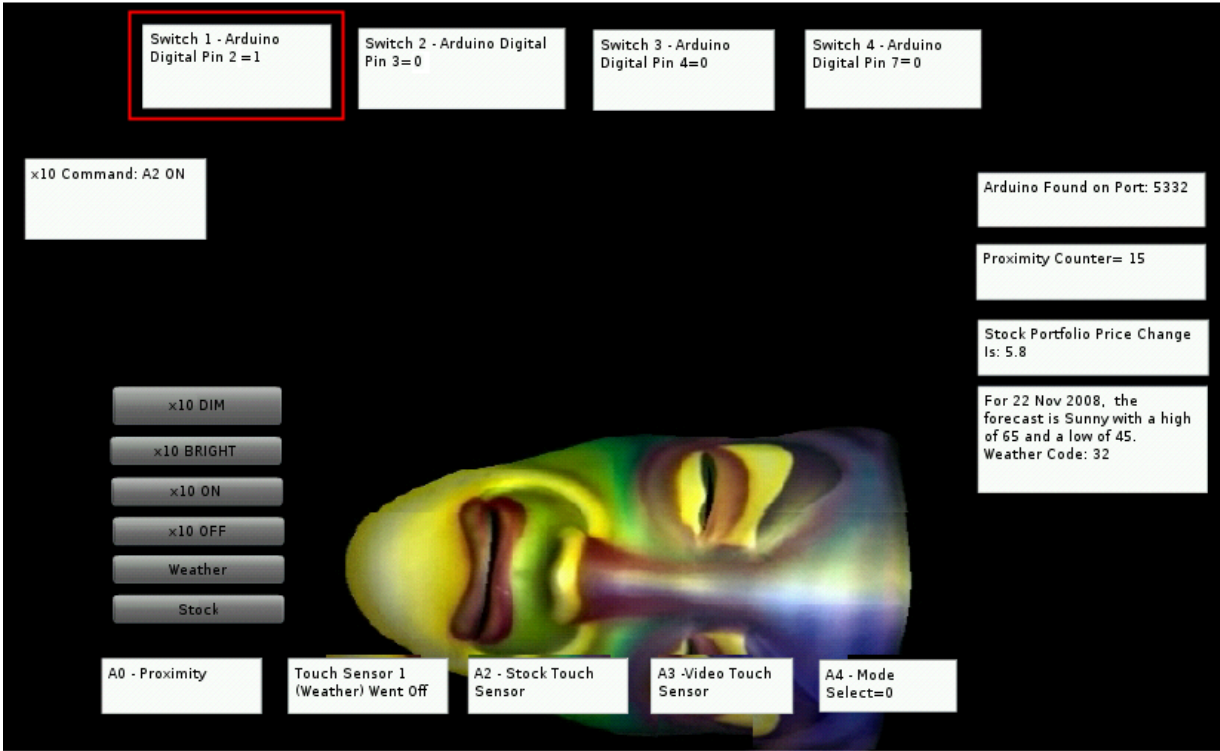 Switch 1 - Arduino
Digital Pin 2 =1
Switch 2 - Arduino Digital
Pin 3=0
Switch 3 - Arduino
Digital Pin 4=0
Switch 4 - Arduino
Digital Pin 7=0
x10 Command: A2 ON
Arduino Found on Port: 5332
Proximity Counter= 15
Stock Portfolio Price Change
Is: 5.8
For 22 Nov 2008, the
forecast is Sunny with a high
of 65 and a low of 45.
Weather Code: 32
x10 DIM
x10 BRIGHT
x10 ON
x10 OFF
Weather
Stock
A0 - Proximity
Touch Sensor 1
(Weather) Went Off
A2 - Stock Touch
Sensor
A3 -Video Touch
Sensor
A4 - Mode
Select=0